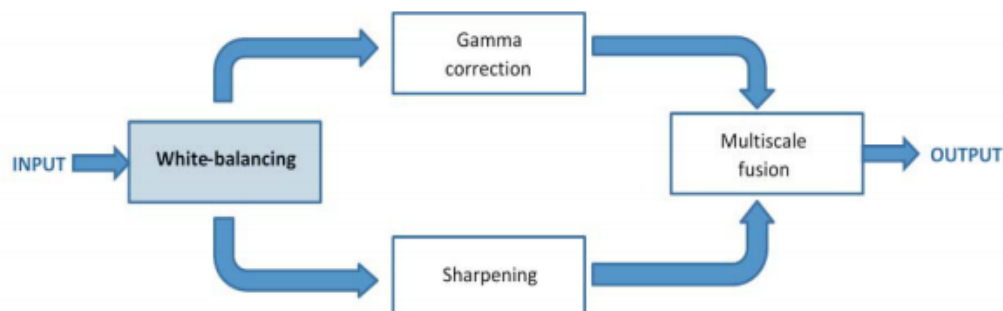 Gamma
correction
INPUT
White-balancing
Multiscale
fusion
OUTPUT
Sharpening